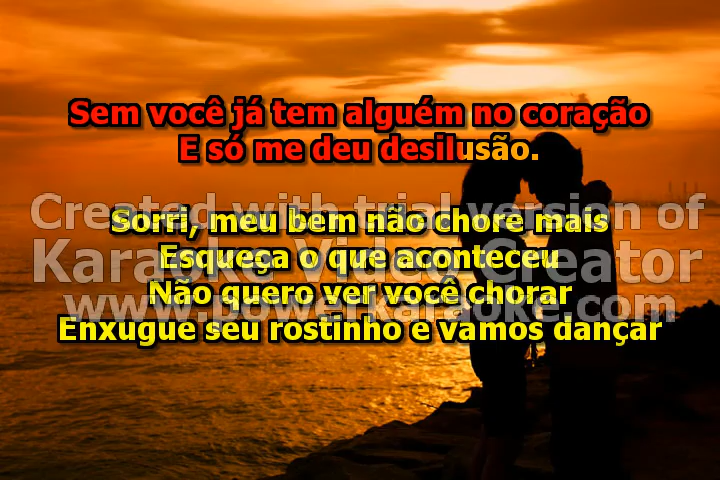 Sem você já tem alguém no coração
E só me deu desilusão.
Created with trial version of
Sorri, meu bem não chore mais
Karaoke Video Creator
Esqueça o que aconteceu
www.powerkaraoke.com
Não quero ver você chorar
Enxugue seu rostinho e vamos dançar